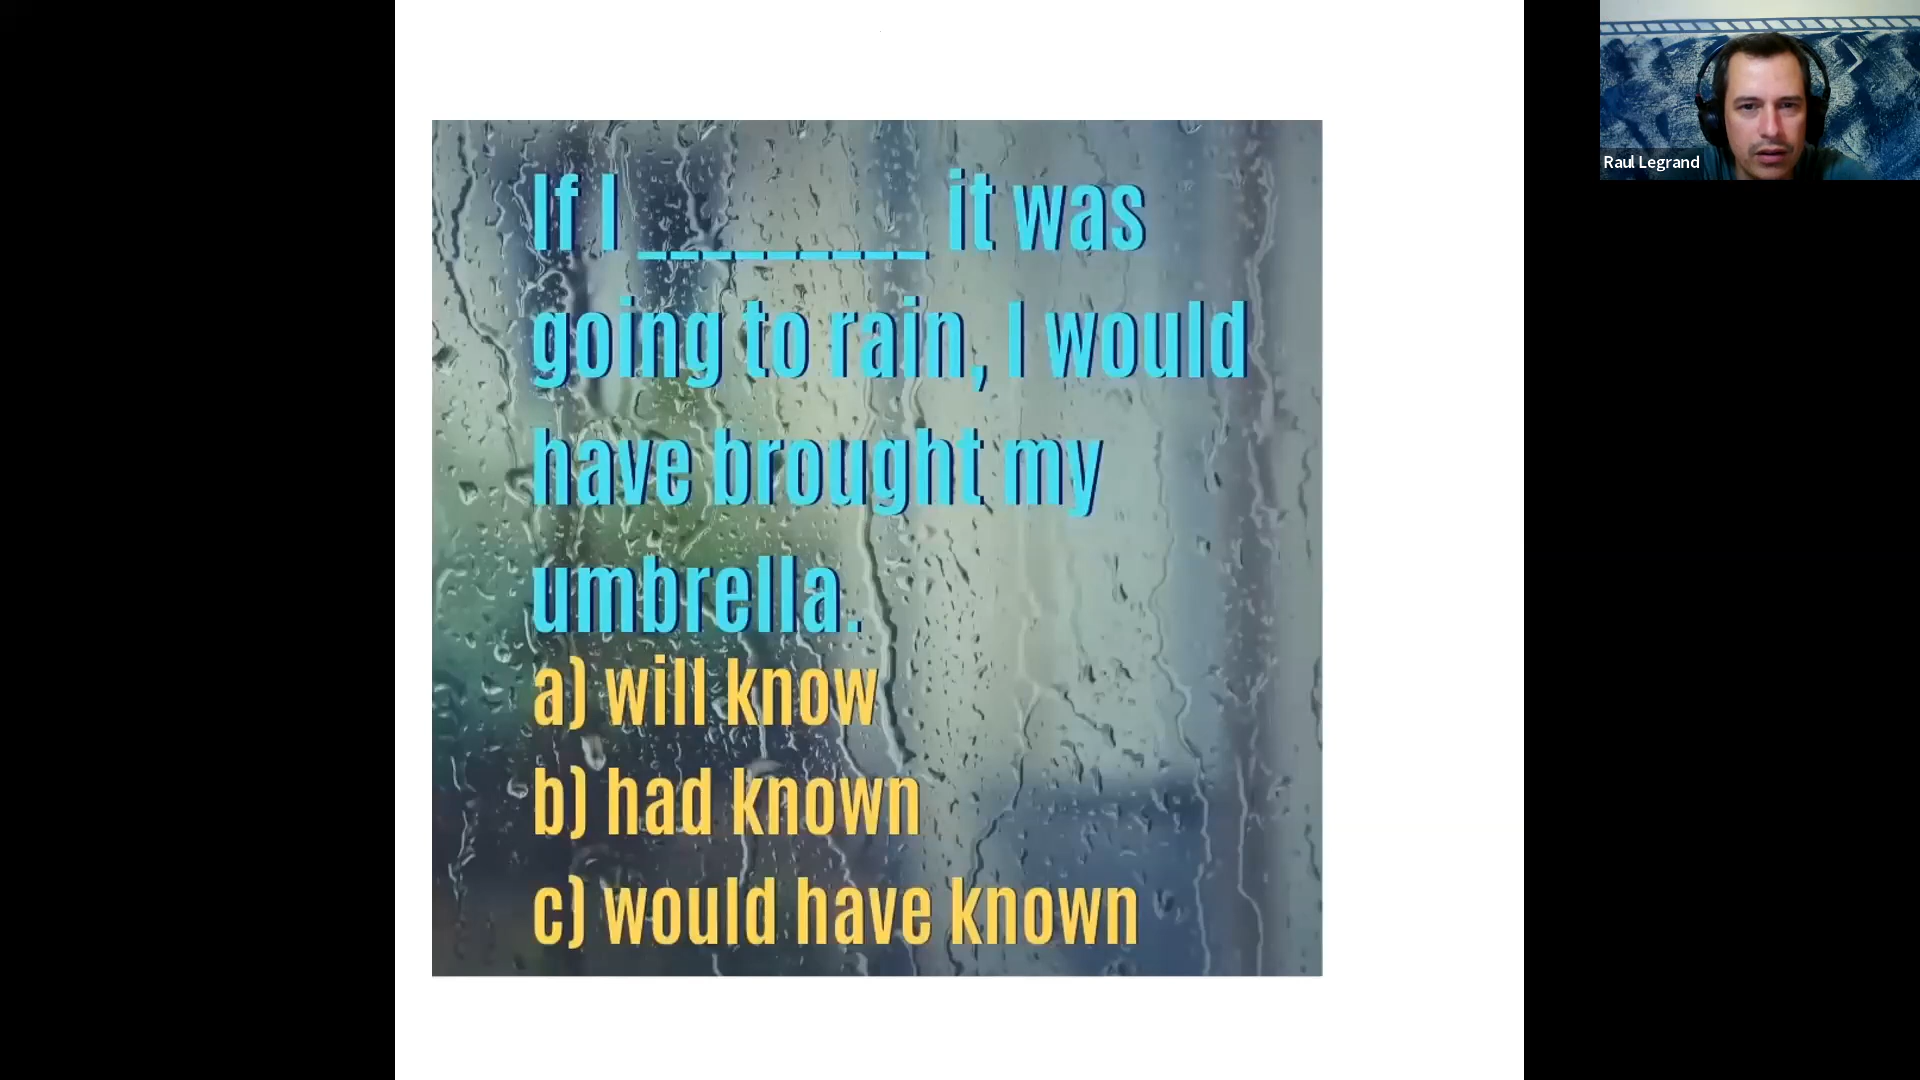 If I _________ it was
going to rain, I would
have brought my
umbrella.
a) will know
b) had known
c) would have known
Raul Legrand